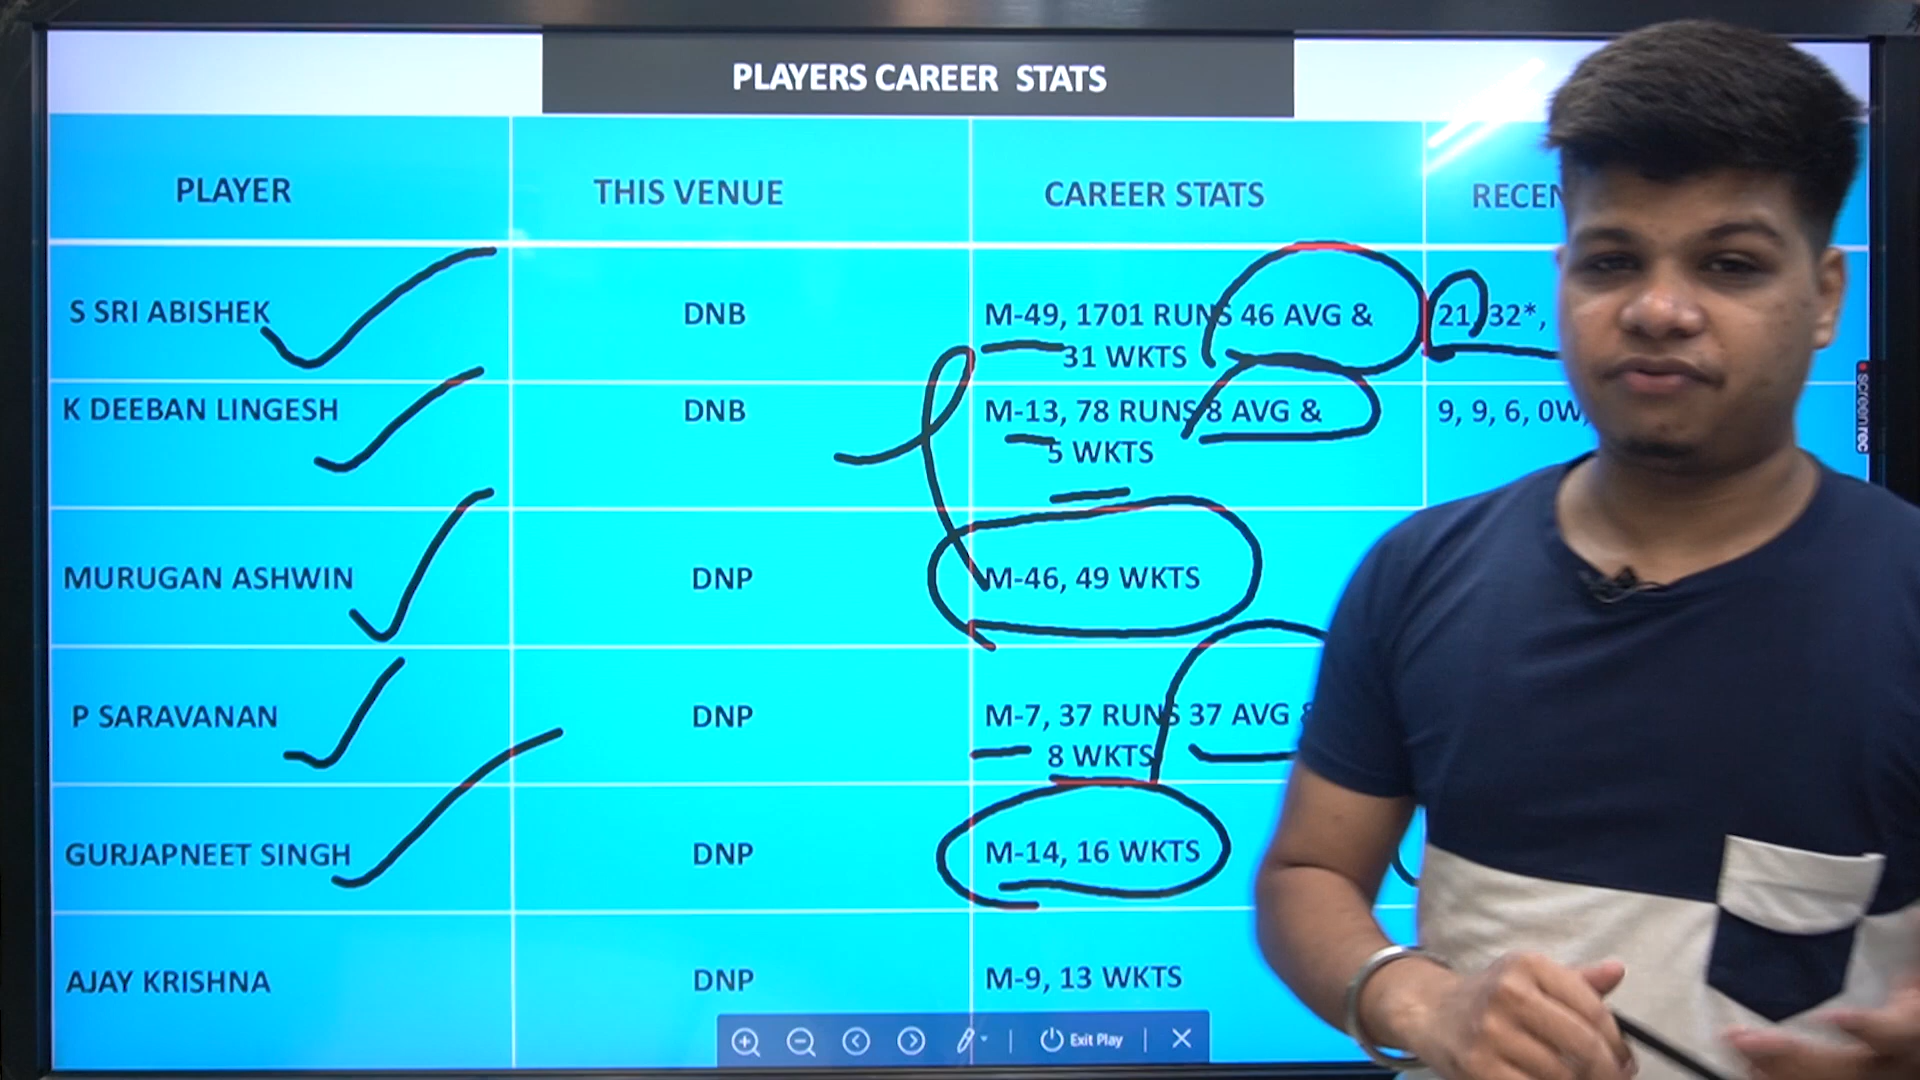 PLAYERS CAREER STATS
PLAYER THIS VENUE CAREER STATS
S SRI ABISHEK DNB M-49, 1701 RUNS 46 AVG & 21, 32*,
31 WKTS
K DEEBAN LINGESH DNB M-13, 78 RUNS 8 AVG & 9, 9, 6, 0W,
5 WKTS
MURUGAN ASHWIN DNP M-46, 49 WKTS
P SARAVANAN DNP M-7, 37 RUNS 37 AVG
8 WKTS
GURJAPNEET SINGH DNP M-14, 16 WKTS
AJAY KRISHNA DNP M-9, 13 WKTS
Exit Play
screenrec